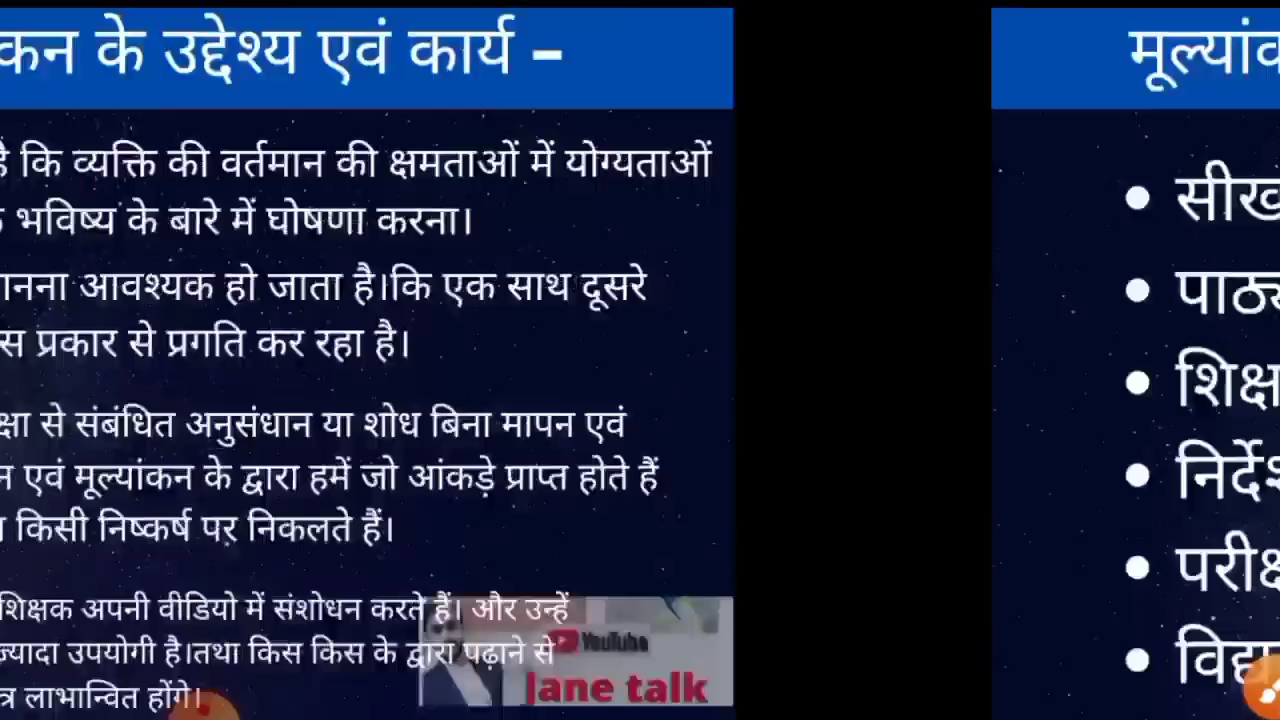 कन के उद्देश्य एवं कार्य –
है कि व्यक्ति की वर्तमान की क्षमताओं में योग्यताओं
भविष्य के बारे में घोषणा करना।
ानना आवश्यक हो जाता है।कि एक साथ दूसरे
स प्रकार से प्रगति कर रहा है।
क्षा से संबंधित अनुसंधान या शोध बिना मापन एवं
न एवं मूल्यांकन के द्वारा हमें जो आंकड़े प्राप्त होते हैं
किसी निष्कर्ष पर निकलते हैं।
शिक्षक अपनी वीडियो में संशोधन करते हैं। और उन्हें
ज्यादा उपयोगी है।तथा किस किस के द्वारा पढ़ाने से
त्र लाभान्वित होंगे।
YouTube
Jane talk
मूल्यांक
• सीख
• पाठ्य
• शिक्ष
• निर्देश
• परीक्ष
• विद्या